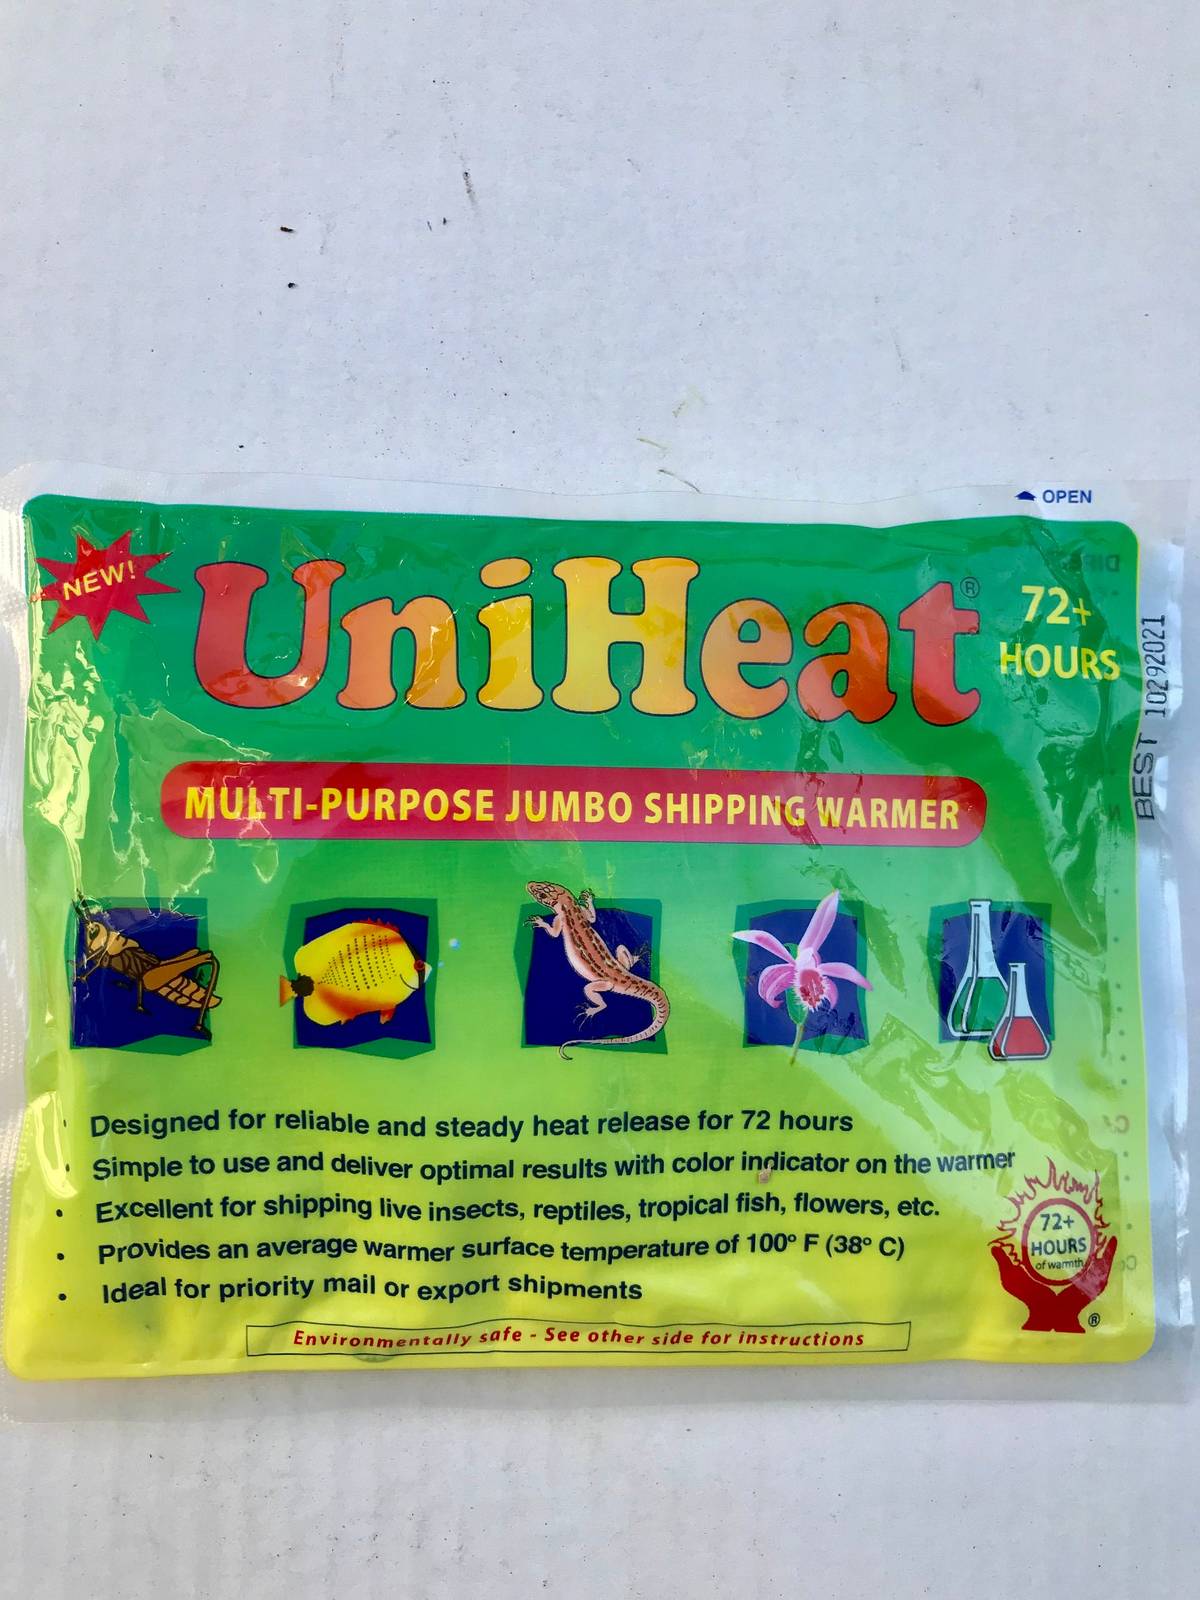 OPEN
NEW!
UniHeat®
72+
HOURS
BEST 10292021
MULTI-PURPOSE JUMBO SHIPPING WARMER
· Designed for reliable and steady heat release for 72 hours
· Simple to use and deliver optimal results with color indicator on the warmer
· Excellent for shipping live insects, reptiles, tropical fish, flowers, etc.
· Provides an average warmer surface temperature of 100° F (38° C)
· Ideal for priority mail or export shipments
72+
HOURS
of warmth
®
Environmentally safe - See other side for instructions